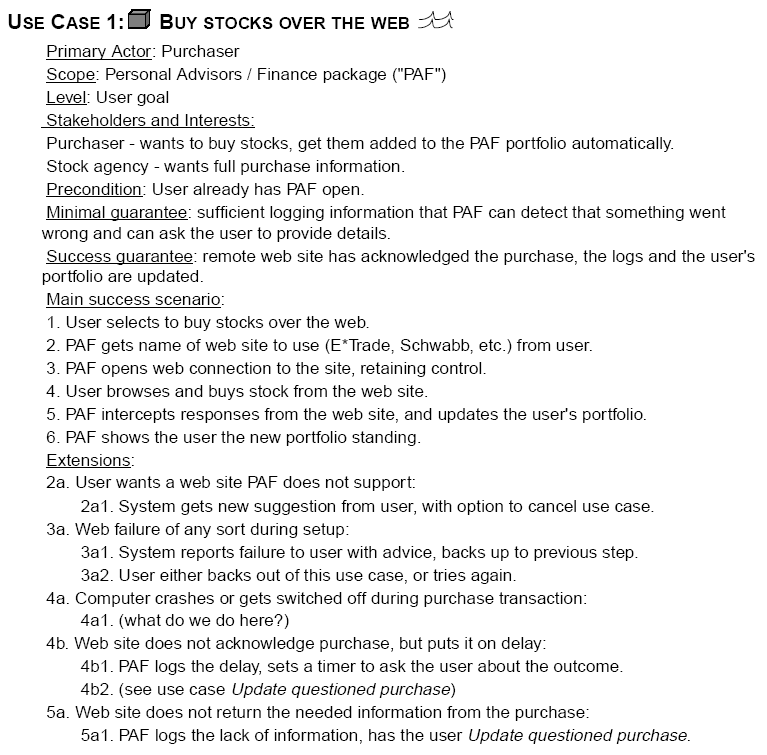 USE CASE 1: BUY STOCKS OVER THE WEB
Primary Actor: Purchaser
Scope: Personal Advisors / Finance package ("PAF")
Level: User goal
Stakeholders and Interests:
Purchaser - wants to buy stocks, get them added to the PAF portfolio automatically.
Stock agency - wants full purchase information.
Precondition: User already has PAF open.
Minimal guarantee: sufficient logging information that PAF can detect that something went
wrong and can ask the user to provide details.
Success guarantee: remote web site has acknowledged the purchase, the logs and the user's
portfolio are updated.
Main success scenario:
1. User selects to buy stocks over the web.
2. PAF gets name of web site to use (E*Trade, Schwabb, etc.) from user.
3. PAF opens web connection to the site, retaining control.
4. User browses and buys stock from the web site.
5. PAF intercepts responses from the web site, and updates the user's portfolio.
6. PAF shows the user the new portfolio standing.
Extensions:
2a. User wants a web site PAF does not support:
2a1. System gets new suggestion from user, with option to cancel use case.
3a. Web failure of any sort during setup:
3a1. System reports failure to user with advice, backs up to previous step.
3a2. User either backs out of this use case, or tries again.
4a. Computer crashes or gets switched off during purchase transaction:
4a1. (what do we do here?)
4b. Web site does not acknowledge purchase, but puts it on delay:
4b1. PAF logs the delay, sets a timer to ask the user about the outcome.
4b2. (see use case Update questioned purchase)
5a. Web site does not return the needed information from the purchase:
5a1. PAF logs the lack of information, has the user Update questioned purchase.